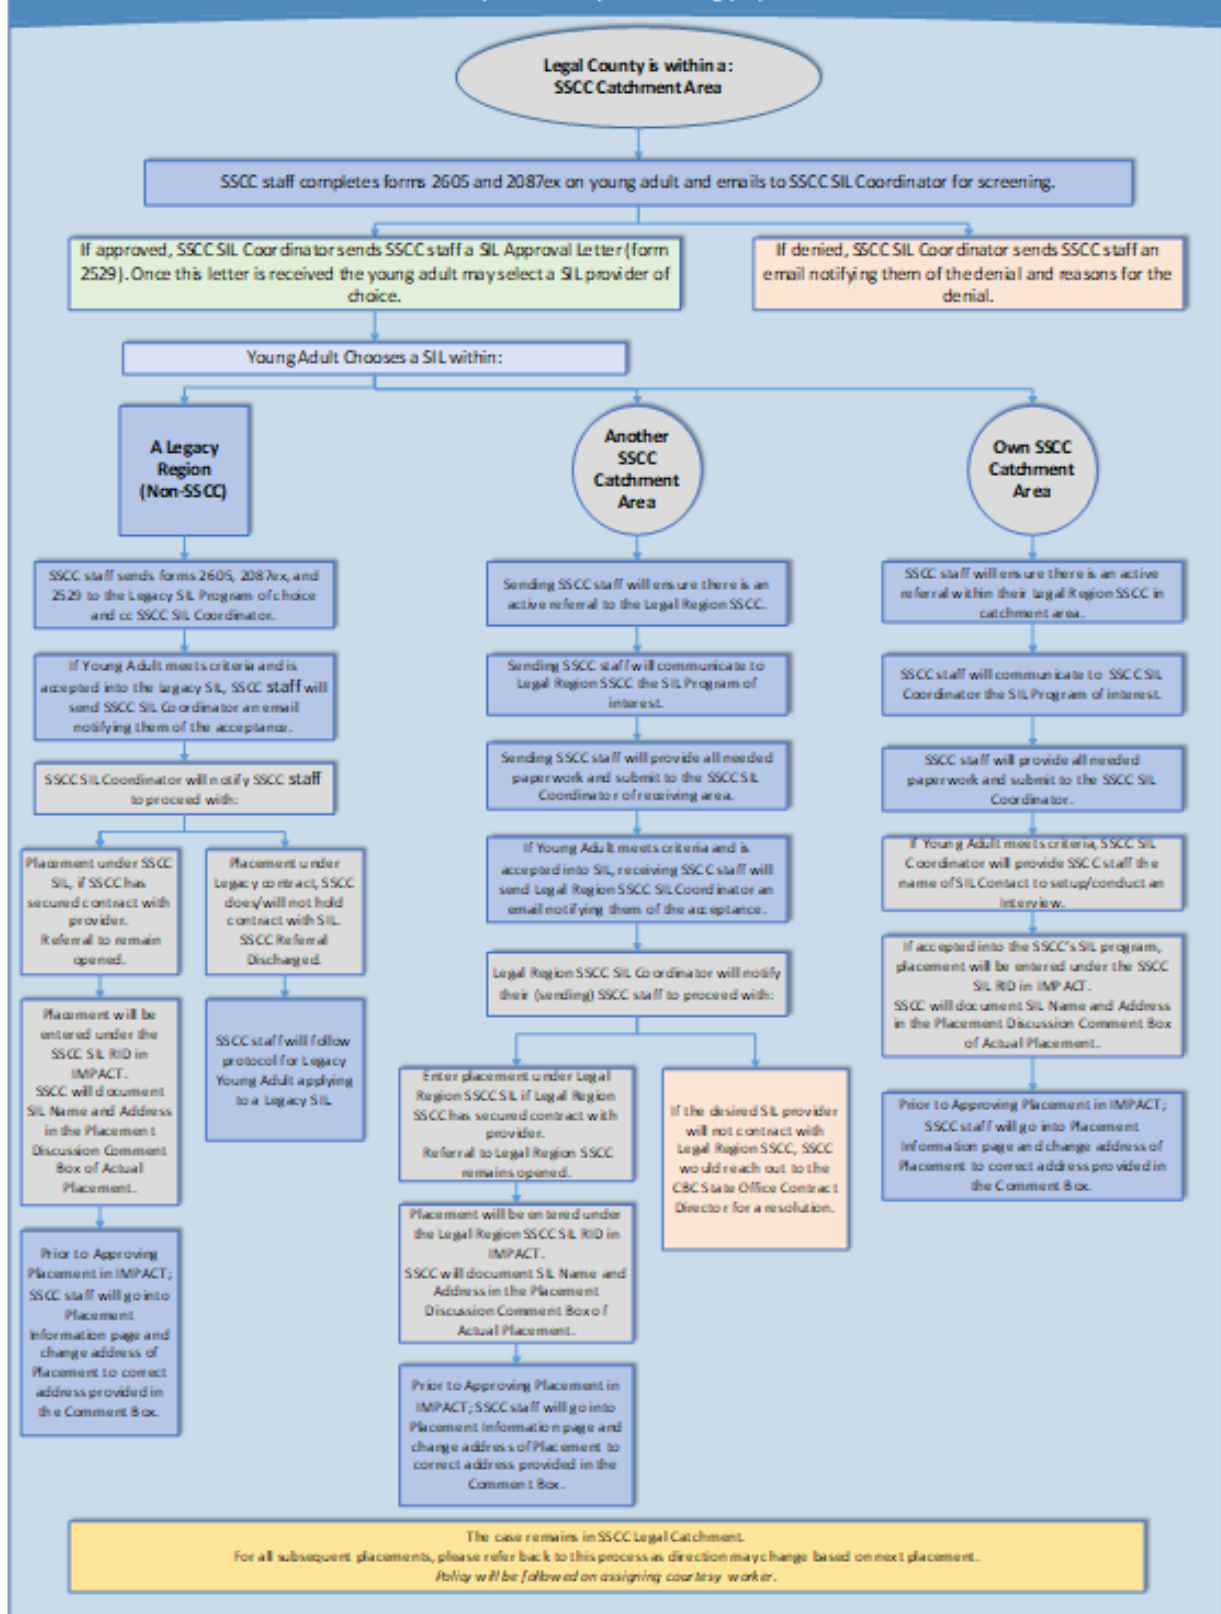 Legal County is within a:
SSCC Catchment Area
SSCC staff completes forms 2605 and 2087ex on young adult and emails to SSCC SIL Coordinator for screening.
If approved, SSCC SIL Coordinator sends SSCC staff a SIL Approval Letter (form
2529). Once this letter is received the young adult may select a SIL provider of
choice.
If denied, SSCC SIL Coordinator sends SSCC staff an
email notifying them of the denial and reasons for the
denial.
Young Adult Chooses a SIL within:
A Legacy
Region
(Non-SSCC)
Another
SSCC
Catchment
Area
Own SSCC
Catchment
Area
SSCC staff sends forms 2605, 2087ex, and
2529 to the Legacy SIL Program of choice
and cc SSCC SIL Coordinator.
If Young Adult meets criteria and is
accepted into the Legacy SIL, SSCC staff will
send SSCC SIL Coordinator an email
notifying them of the acceptance.
SSCC SIL Coordinator will notify SSCC staff
to proceed with:
Placement under SSCC
SIL, if SSCC has
secured contract with
provider.
Referral to remain
opened.
Placement will be
entered under the
SSCC SIL RID in
IMPACT.
SSCC will document
SIL Name and Address
in the Placement
Discussion Comment
Box of Actual
Placement.
Prior to Approving
Placement in IMPACT;
SSCC staff will go into
Placement
Information page and
change address of
Placement to correct
address provided in
the Comment Box.
Placement under
Legacy contract, SSCC
does/will not hold
contract with SIL.
SSCC Referral
Discharged.
SSCC staff will follow
protocol for Legacy
Young Adult applying
to a Legacy SIL
Sending SSCC staff will ensure there is an
active referral to the Legal Region SSCC.
Sending SSCC staff will communicate to
Legal Region SSCC the SIL Program of
interest.
Sending SSCC staff will provide all needed
paperwork and submit to the SSCC SIL
Coordinator of receiving area.
If Young Adult meets criteria and is
accepted into SIL, receiving SSCC staff will
send Legal Region SSCC SIL Coordinator an
email notifying them of the acceptance.
Legal Region SSCC SIL Coordinator will notify
their (sending) SSCC staff to proceed with:
Enter placement under Legal
Region SSCC SIL if Legal Region
SSCC has secured contract with
provider.
Referral to Legal Region SSCC
remains opened.
Placement will be entered under
the Legal Region SSCC SIL RID in
IMPACT.
SSCC will document SIL Name and
Address in the Placement
Discussion Comment Box of
Actual Placement.
Prior to Approving Placement in
IMPACT; SSCC staff will go into
Placement Information page and
change address of Placement to
correct address provided in the
Comment Box.
If the desired SIL provider
will not contract with
Legal Region SSCC, SSCC
would reach out to the
CBC State Office Contract
Director for a resolution.
SSCC staff will ensure there is an active
referral within their Legal Region SSCC in
catchment area.
SSCC staff will communicate to SSCC SIL
Coordinator the SIL Program of interest.
SSCC staff will provide all needed
paperwork and submit to the SSCC SIL
Coordinator.
If Young Adult meets criteria, SSCC SIL
Coordinator will provide SSCC staff the
name of SIL Contact to setup/conduct an
Interview.
If accepted into the SSCC's SIL program,
placement will be entered under the SSCC
SIL RID in IMPACT.
SSCC will document SIL Name and Address
in the Placement Discussion Comment Box
of Actual Placement.
Prior to Approving Placement in IMPACT;
SSCC staff will go into Placement
Information page and change address of
Placement to correct address provided in
the Comment Box.
The case remains in SSCC Legal Catchment.
For all subsequent placements, please refer back to this process as direction may change based on next placement.
Policy will be followed on assigning courtesy worker.